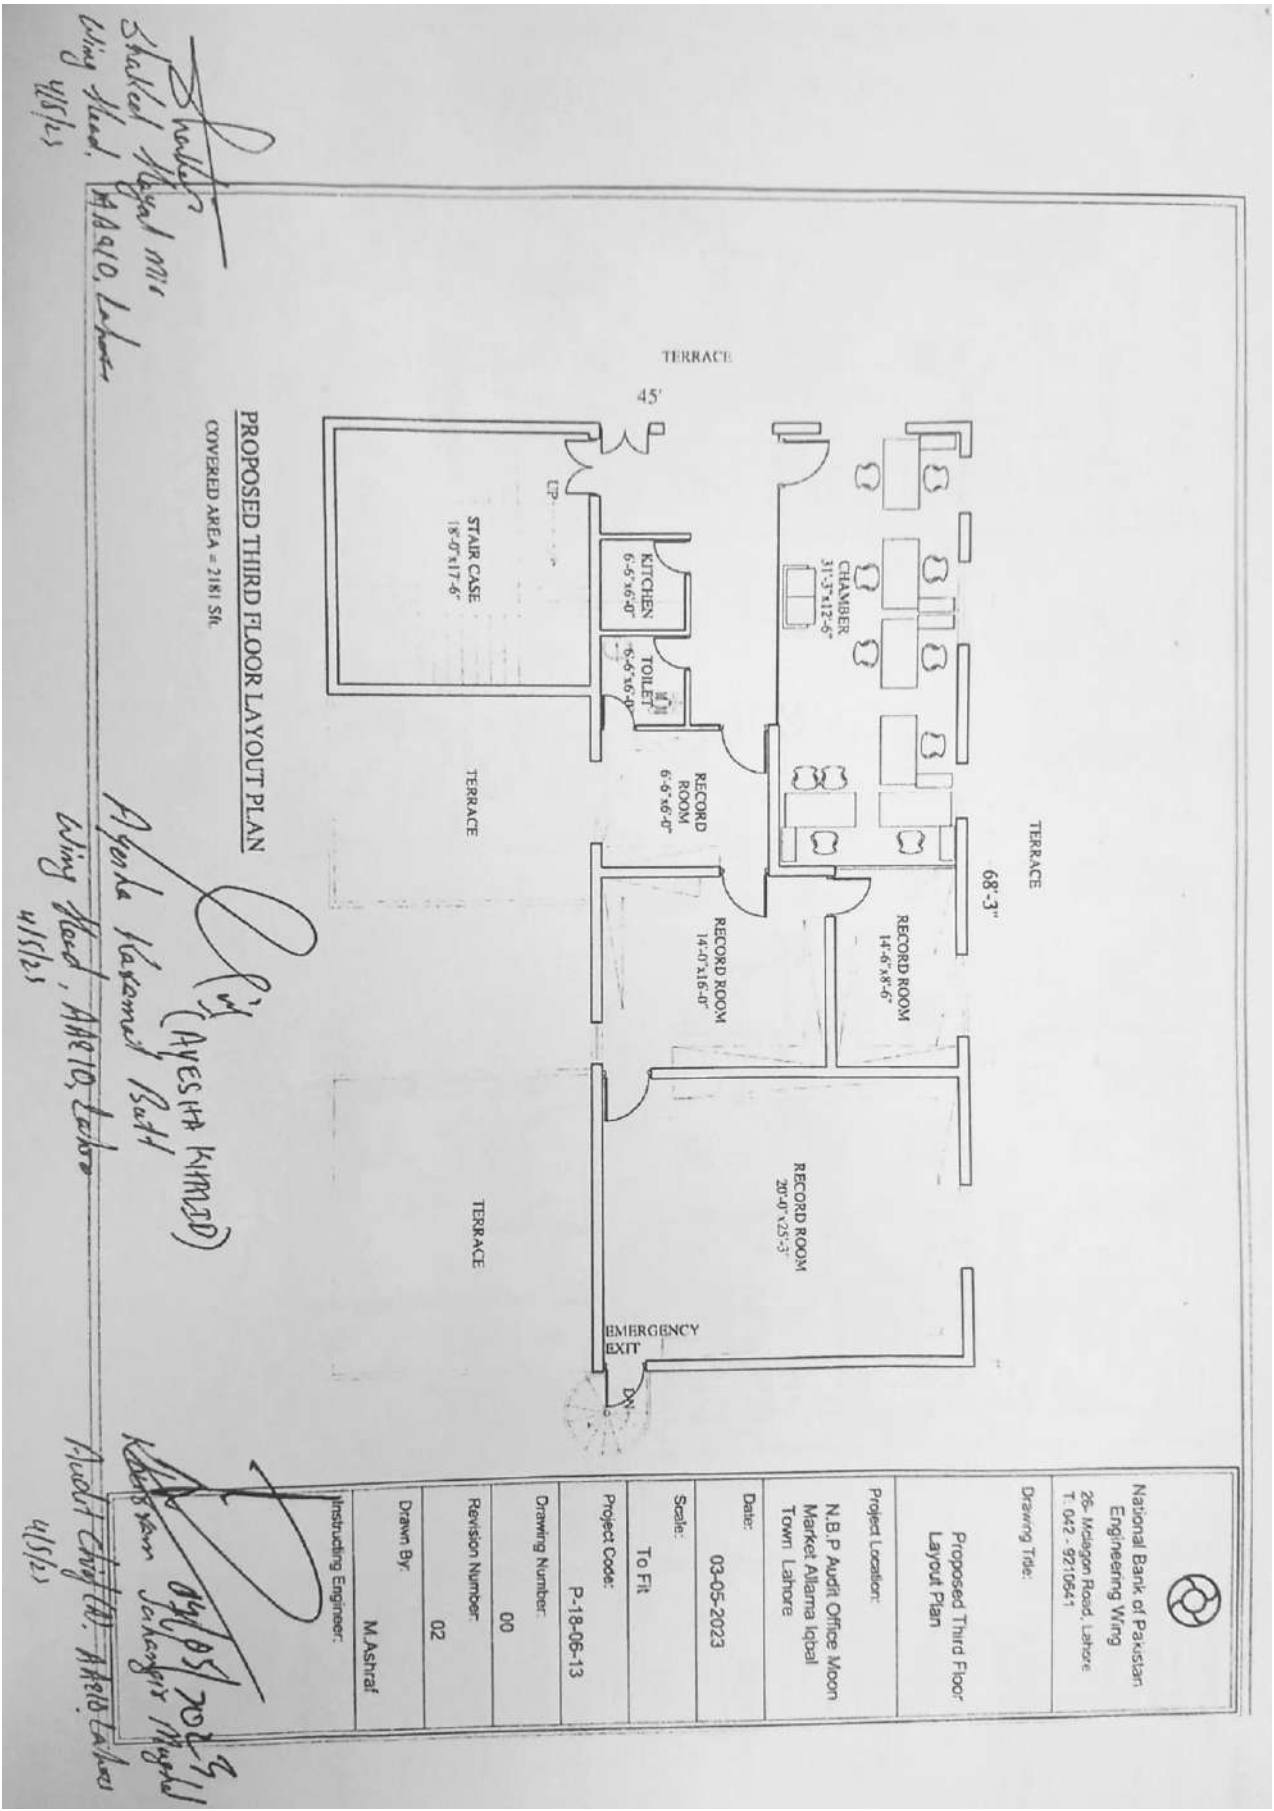 TERRACE
68'-3"
TERRACE
45'
CHAMBER
31'-3"x12'-6"
RECORD ROOM
14'-6"x8'-6"
RECORD ROOM
14'-0"x16'-0"
RECORD ROOM
20'-0"x25'-3"
RECORD
ROOM
6'-6"x6'-0"
KITCHEN
6'-6"x6'-0"
TOILET
6'-6"x6'-0"
UP
STAIR CASE
18'-0"x17'-6"
TERRACE
TERRACE
EMERGENCY
EXIT
DN
PROPOSED THIRD FLOOR LAYOUT PLAN
COVERED AREA = 2181 Sft.
National Bank of Pakistan
Engineering Wing
26- Mclagon Road, Lahore
T: 042 - 9210641
Drawing Title:
Proposed Third Floor
Layout Plan
Project Location:
N.B.P Audit Office Moon
Market Allama Iqbal
Town Lahore
Date:
03-05-2023
Scale:
To Fit
Project Code:
P-18-06-13
Drawing Number:
00
Revision Number:
02
Drawn By:
M.Ashraf
Instructing Engineer:
Shakeel
Wing Head,
4/5/23
(AYESHA KHALID)
Ayesha Butt
Wing Head,
4/5/23
04/05/2023
Jahangir Mughal
Audit Chief
4/5/23